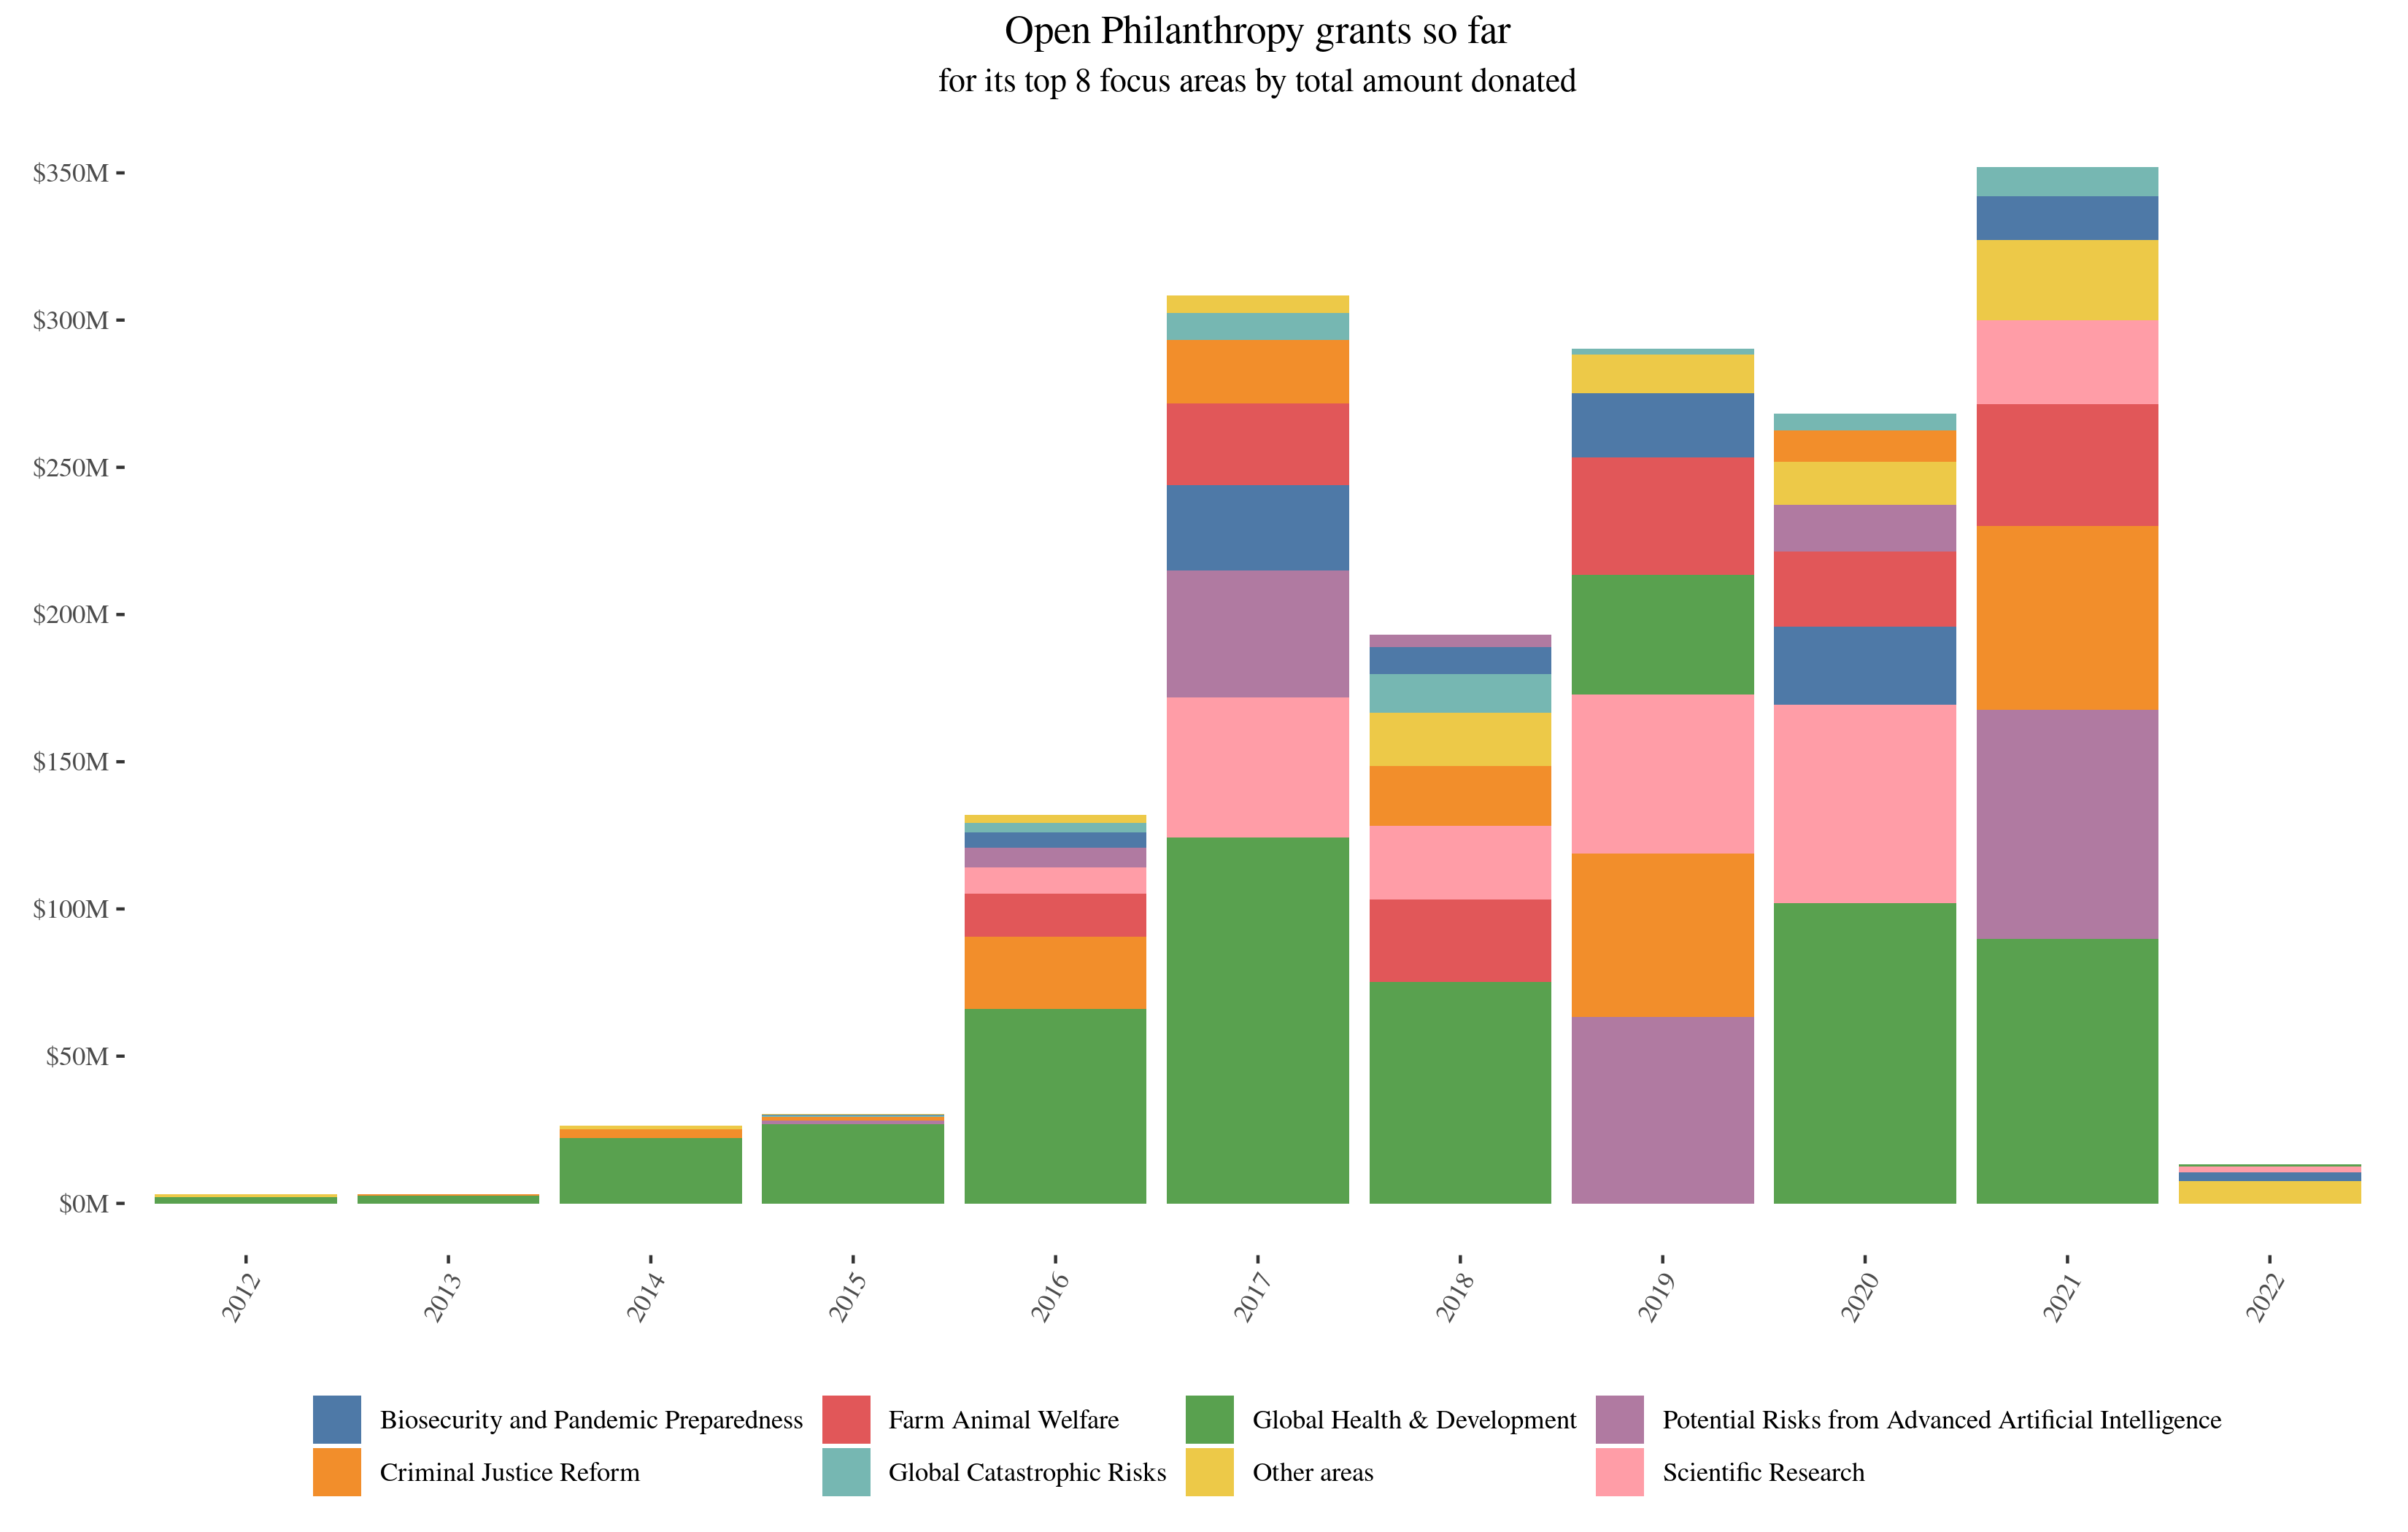 Open Philanthropy grants so far
for its top 8 focus areas by total amount donated
$350M
$300M
$250M
$200M
$150M
$100M
$50M
$0M
2012
2013
2014
2015
2016
2017
2018
2019
2020
2021
2022
Biosecurity and Pandemic Preparedness
Farm Animal Welfare
Global Health & Development
Potential Risks from Advanced Artificial Intelligence
Criminal Justice Reform
Global Catastrophic Risks
Other areas
Scientific Research